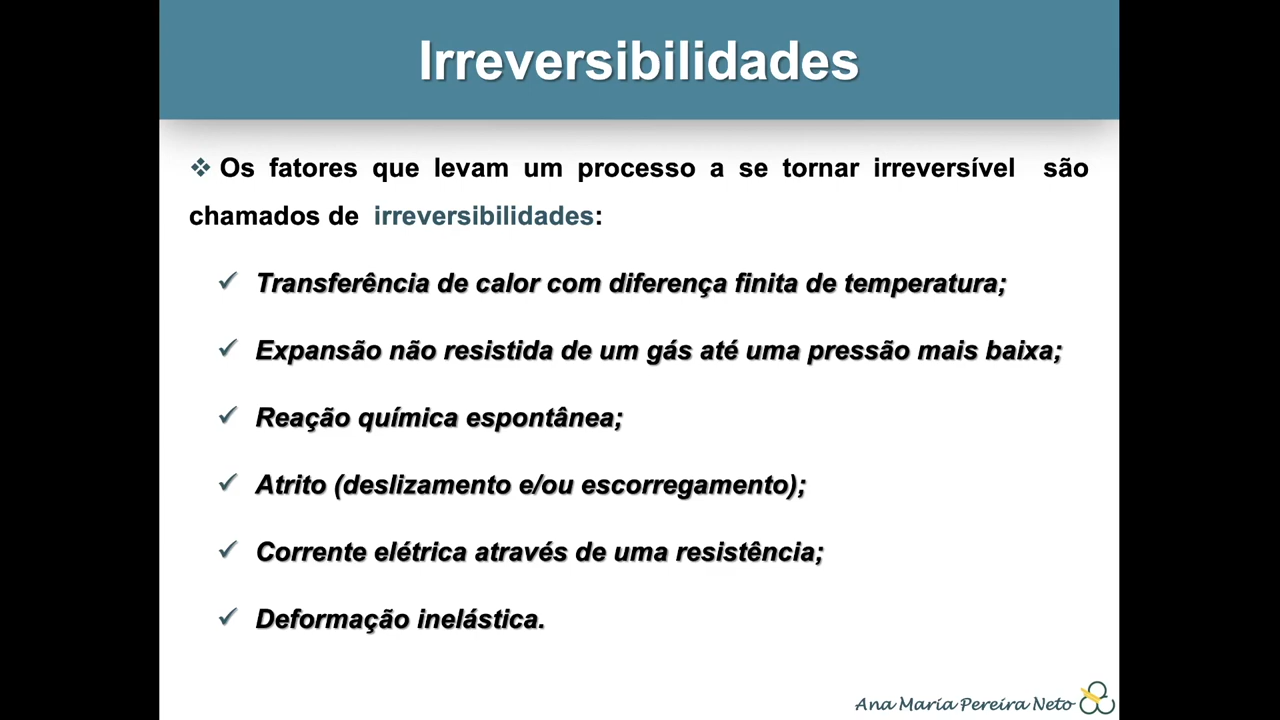 Irreversibilidades
Os fatores que levam um processo a se tornar irreversível são
chamados de irreversibilidades:
Transferência de calor com diferença finita de temperatura;
Expansão não resistida de um gás até uma pressão mais baixa;
Reação química espontânea;
Atrito (deslizamento e/ou escorregamento);
Corrente elétrica através de uma resistência;
Deformação inelástica.
Ana Maria Pereira Neto